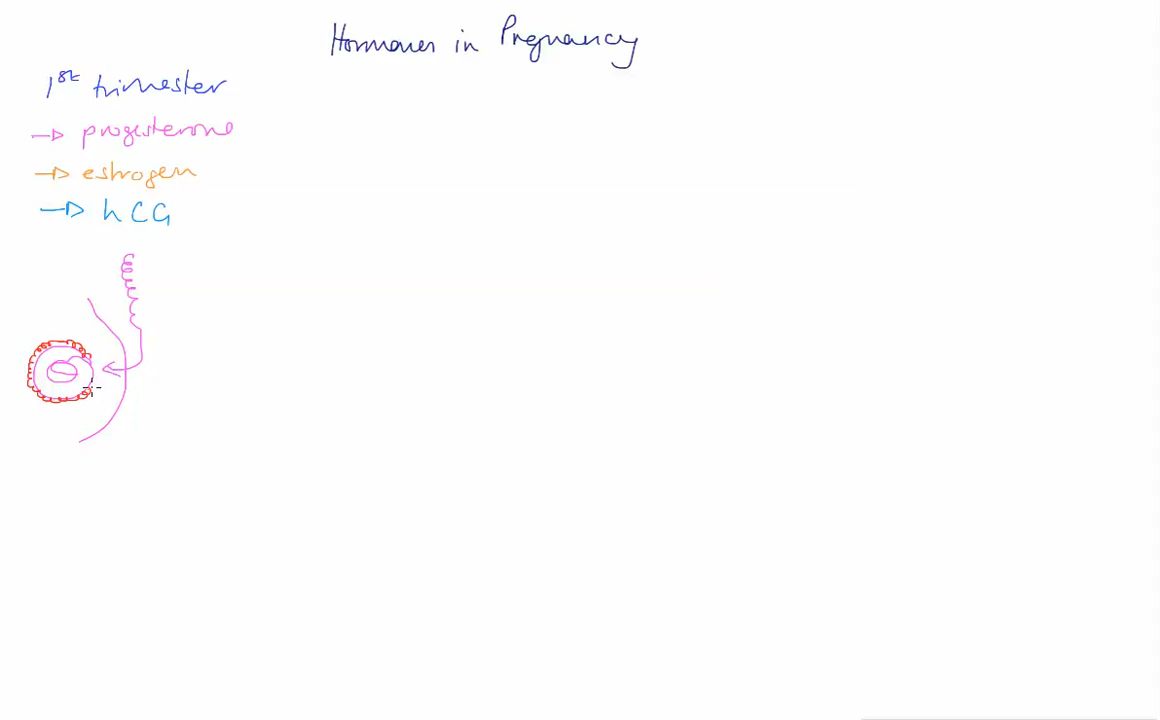 Hormones in Pregnancy
1st trimester
→ progesterone
→ estrogen
→ hCG